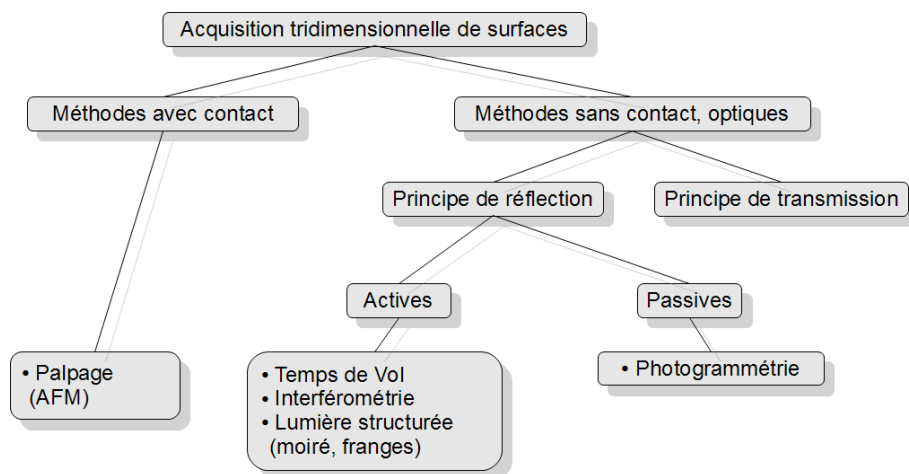 Acquisition tridimensionnelle de surfaces
Méthodes avec contact
Méthodes sans contact, optiques
Principe de réflection
Principe de transmission
Actives
Passives
• Palpage
(AFM)
• Temps de Vol
• Interférométrie
• Lumière structurée
(moiré, franges)
• Photogrammétrie